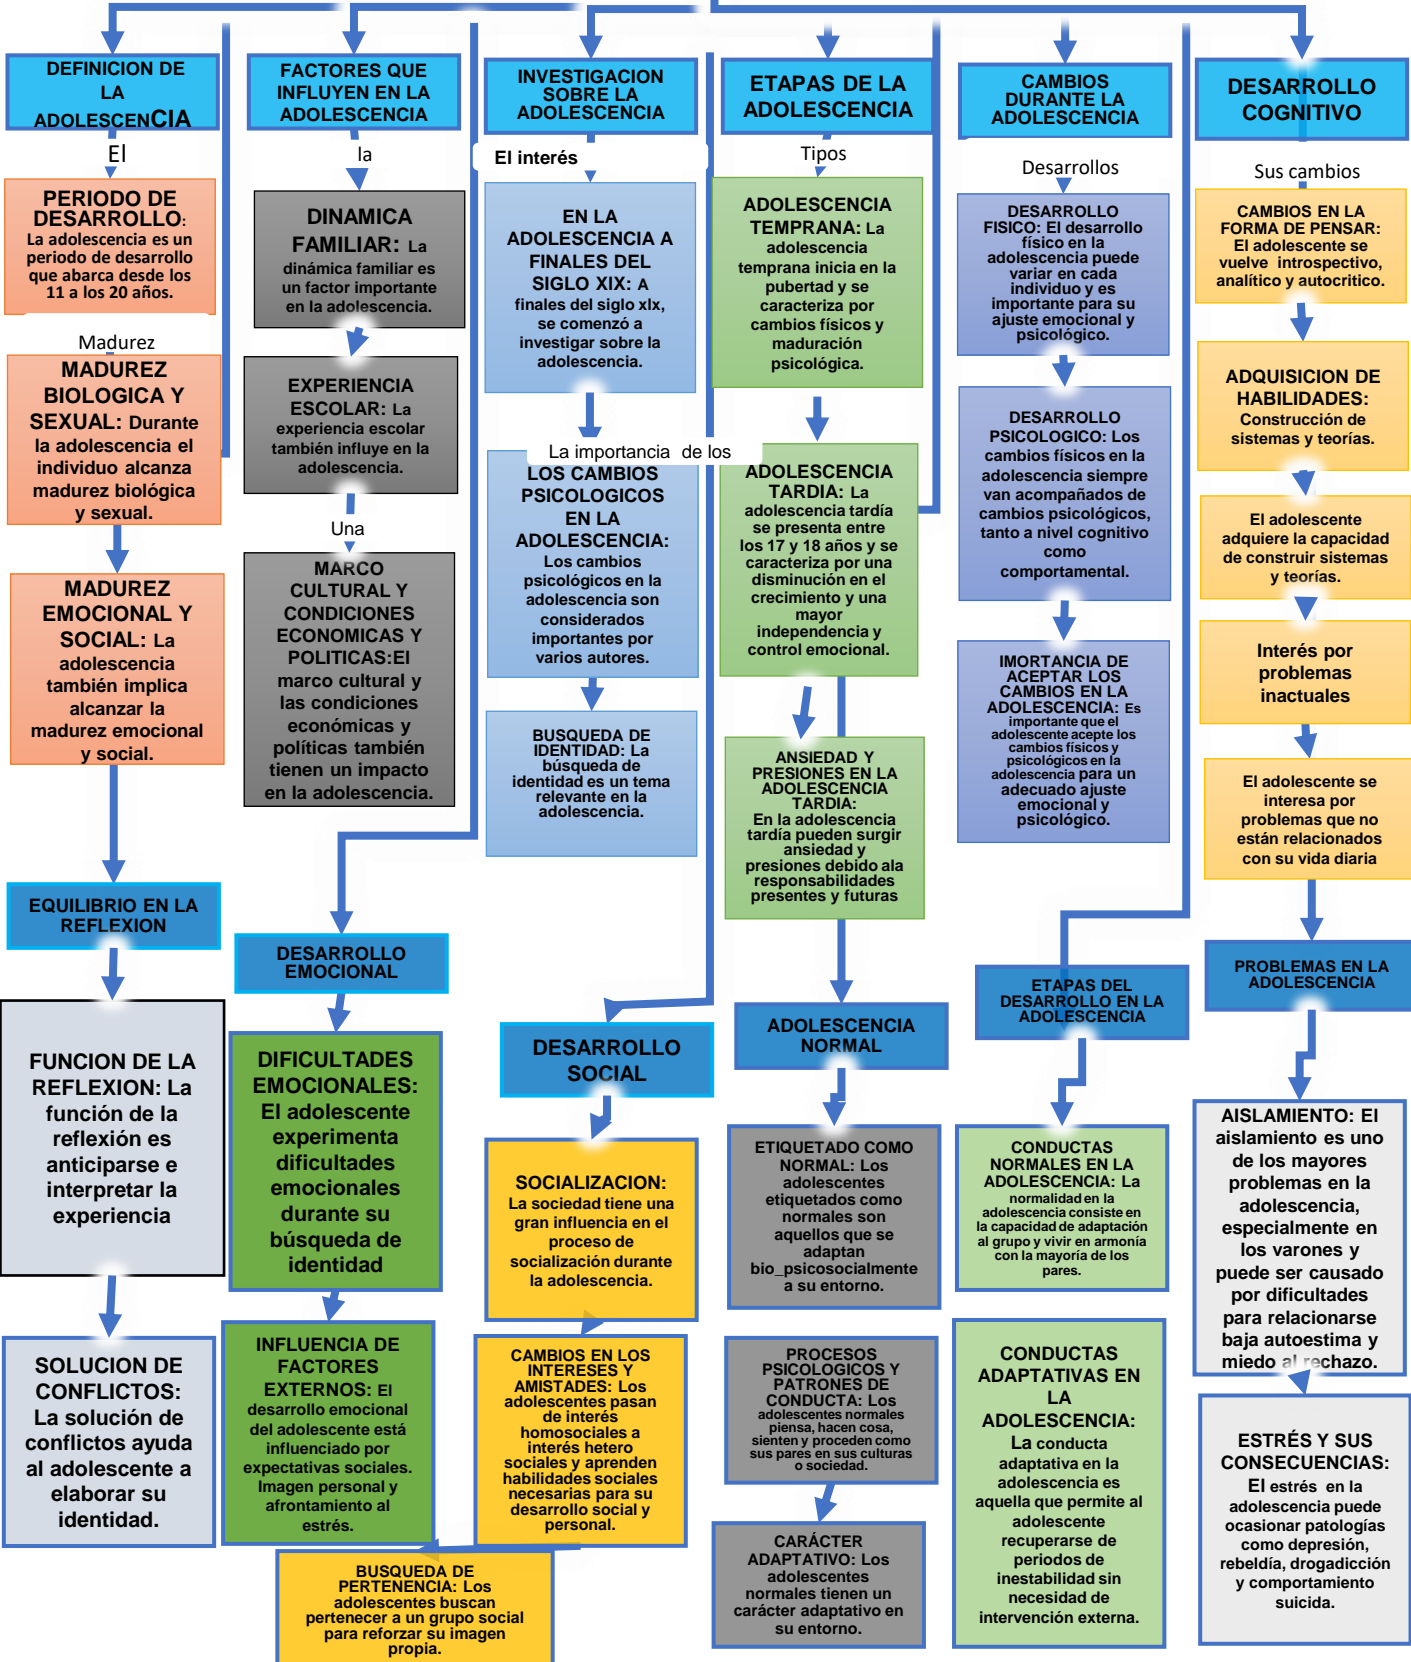 DEFINICION DE
LA
ADOLESCENCIA
El
PERIODO DE
DESARROLLO:
La adolescencia es un
periodo de desarrollo
que abarca desde los
11 a los 20 años.
Madurez
MADUREZ
BIOLOGICA Y
SEXUAL: Durante
la adolescencia el
individuo alcanza
madurez biológica
y sexual.
MADUREZ
EMOCIONAL Y
SOCIAL: La
adolescencia
también implica
alcanzar la
madurez emocional
y social.
EQUILIBRIO EN LA
REFLEXION
FUNCION DE LA
REFLEXION: La
función de la
reflexión es
anticiparse e
interpretar la
experiencia
SOLUCION DE
CONFLICTOS:
La solución de
conflictos ayuda
al adolescente a
elaborar su
identidad.
FACTORES QUE
INFLUYEN EN LA
ADOLESCENCIA
la
DINAMICA
FAMILIAR: La
dinámica familiar es
un factor importante
en la adolescencia.
EXPERIENCIA
ESCOLAR: La
experiencia escolar
también influye en la
adolescencia.
Una
MARCO
CULTURAL Y
CONDICIONES
ECONOMICAS Y
POLITICAS:El
marco cultural y
las condiciones
económicas y
políticas también
tienen un impacto
en la adolescencia.
DESARROLLO
EMOCIONAL
DIFICULTADES
EMOCIONALES:
El adolescente
experimenta
dificultades
emocionales
durante su
búsqueda de
identidad
INFLUENCIA DE
FACTORES
EXTERNOS: El
desarrollo emocional
del adolescente está
influenciado por
expectativas sociales.
Imagen personal y
afrontamiento al
estrés.
INVESTIGACION
SOBRE LA
ADOLESCENCIA
El interés
EN LA
ADOLESCENCIA A
FINALES DEL
SIGLO XIX: A
finales del siglo xlx,
se comenzó a
investigar sobre la
adolescencia.
La importancia de los
LOS CAMBIOS
PSICOLOGICOS
EN LA
ADOLESCENCIA:
Los cambios
psicológicos en la
adolescencia son
considerados
importantes por
varios autores.
BUSQUEDA DE
IDENTIDAD: La
búsqueda de
identidad es un tema
relevante en la
adolescencia.
DESARROLLO
SOCIAL
SOCIALIZACION:
La sociedad tiene una
gran influencia en el
proceso de
socialización durante
la adolescencia.
CAMBIOS EN LOS
INTERESES Y
AMISTADES: Los
adolescentes pasan
de interés
homosociales a
interés hetero
sociales y aprenden
habilidades sociales
necesarias para su
desarrollo social y
personal.
BUSQUEDA DE
PERTENENCIA: Los
adolescentes buscan
pertenecer a un grupo social
para reforzar su imagen
propia.
ETAPAS DE LA
ADOLESCENCIA
Tipos
ADOLESCENCIA
TEMPRANA: La
adolescencia
temprana inicia en la
pubertad y se
caracteriza por
cambios físicos y
maduración
psicológica.
ADOLESCENCIA
TARDIA: La
adolescencia tardía
se presenta entre
los 17 y 18 años y se
caracteriza por una
disminución en el
crecimiento y una
mayor
independencia y
control emocional.
ANSIEDAD Y
PRESIONES EN LA
ADOLESCENCIA
TARDIA:
En la adolescencia
tardía pueden surgir
ansiedad y
presiones debido ala
responsabilidades
presentes y futuras
ADOLESCENCIA
NORMAL
ETIQUETADO COMO
NORMAL: Los
adolescentes
etiquetados como
normales son
aquellos que se
adaptan
bio_psicosocialmente
a su entorno.
PROCESOS
PSICOLOGICOS Y
PATRONES DE
CONDUCTA: Los
adolescentes normales
piensa, hacen cosa,
sienten y proceden como
sus pares en sus culturas
o sociedad.
CARÁCTER
ADAPTATIVO: Los
adolescentes
normales tienen un
carácter adaptativo en
su entorno.
CAMBIOS
DURANTE LA
ADOLESCENCIA
Desarrollos
DESARROLLO
FISICO: El desarrollo
físico en la
adolescencia puede
variar en cada
individuo y es
importante para su
ajuste emocional y
psicológico.
DESARROLLO
PSICOLOGICO: Los
cambios físicos en la
adolescencia siempre
van acompañados de
cambios psicológicos,
tanto a nivel cognitivo
como
comportamental.
IMORTANCIA DE
ACEPTAR LOS
CAMBIOS EN LA
ADOLESCENCIA: Es
importante que el
adolescente acepte los
cambios físicos y
psicológicos en la
adolescencia para un
adecuado ajuste
emocional y
psicológico.
ETAPAS DEL
DESARROLLO EN LA
ADOLESCENCIA
CONDUCTAS
NORMALES EN LA
ADOLESCENCIA: La
normalidad en la
adolescencia consiste en
la capacidad de adaptación
al grupo y vivir en armonía
con la mayoría de los
pares.
CONDUCTAS
ADAPTATIVAS EN
LA
ADOLESCENCIA:
La conducta
adaptativa en la
adolescencia es
aquella que permite al
adolescente
recuperarse de
periodos de
inestabilidad sin
necesidad de
intervención externa.
DESARROLLO
COGNITIVO
Sus cambios
CAMBIOS EN LA
FORMA DE PENSAR:
El adolescente se
vuelve introspectivo,
analítico y autocritico.
ADQUISICION DE
HABILIDADES:
Construcción de
sistemas y teorías.
El adolescente
adquiere la capacidad
de construir sistemas
y teorías.
Interés por
problemas
inactuales
El adolescente se
interesa por
problemas que no
están relacionados
con su vida diaria
PROBLEMAS EN LA
ADOLESCENCIA
AISLAMIENTO: El
aislamiento es uno
de los mayores
problemas en la
adolescencia,
especialmente en
los varones y
puede ser causado
por dificultades
para relacionarse
baja autoestima y
miedo al rechazo.
ESTRÉS Y SUS
CONSECUENCIAS:
El estrés en la
adolescencia puede
ocasionar patologías
como depresión,
rebeldía, drogadicción
y comportamiento
suicida.